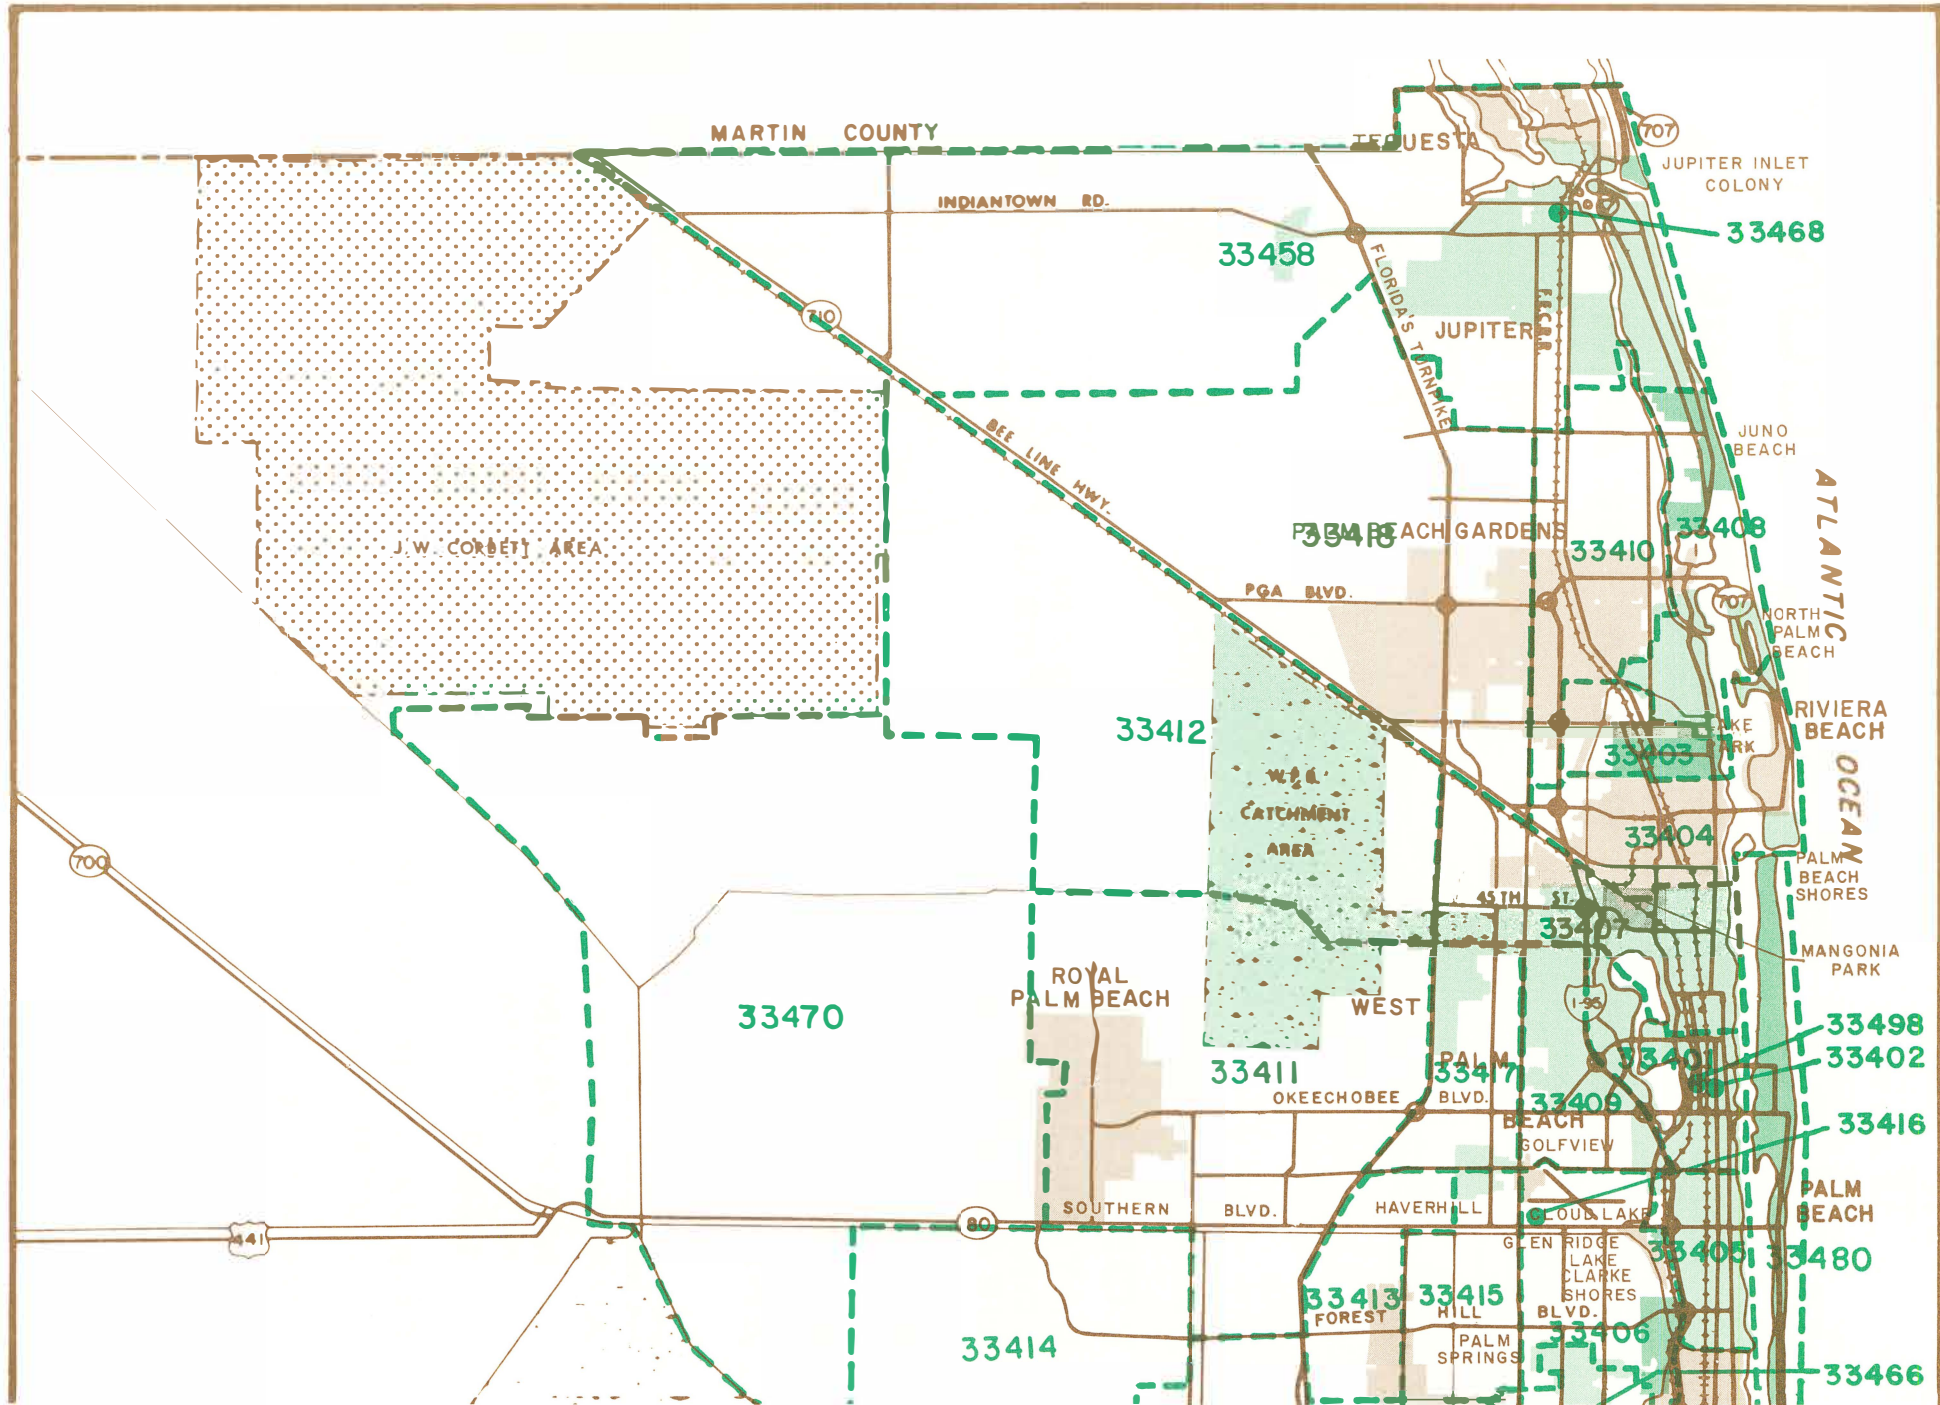 MARTIN COUNTY
TEQUESTA
707
JUPITER INLET
COLONY
INDIANTOWN RD.
33468
33458
FLORIDA'S TURNPIKE
F.E.C.R.R.
710
JUPITER
BEE LINE HWY.
JUNO
BEACH
ATLANTIC
OCEAN
PALM BEACH GARDENS
33418
33408
33410
1
J.W. CORBETT AREA
PGA BLVD.
707
NORTH
PALM
BEACH
33412
RIVIERA
BEACH
LAKE
PARK
33403
W.P.B.
CATCHMENT
AREA
33404
700
PALM
BEACH
SHORES
45TH ST.
33407
MANGONIA
PARK
ROYAL
PALM BEACH
WEST
PALM
BEACH
I-95
33470
33498
33402
33401
33411
33417
OKEECHOBEE BLVD.
33409
33416
GOLFVIEW
PALM
BEACH
SOUTHERN BLVD.
HAVERHILL
CLOUD LAKE
80
441
GLEN RIDGE
LAKE
CLARKE
SHORES
33405
33480
33413
33415
FOREST HILL BLVD.
33406
33414
PALM
SPRINGS
33466